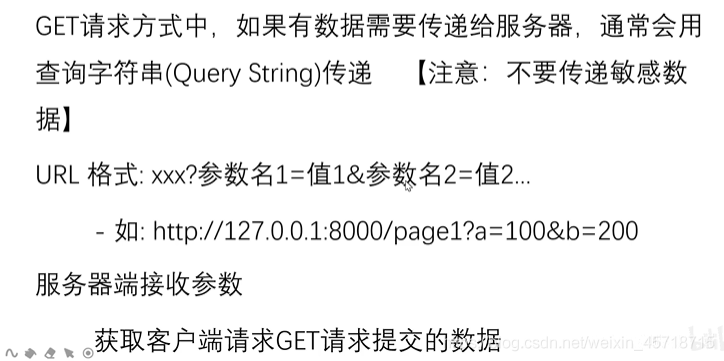 GET请求方式中，如果有数据需要传递给服务器，通常会用
查询字符串(Query String)传递 【注意：不要传递敏感数
据】
URL 格式: xxx?参数名1=值1&参数名2=值2...
- 如: http://127.0.0.1:8000/page1?a=100&b=200
服务器端接收参数
获取客户端请求GET请求提交的数据